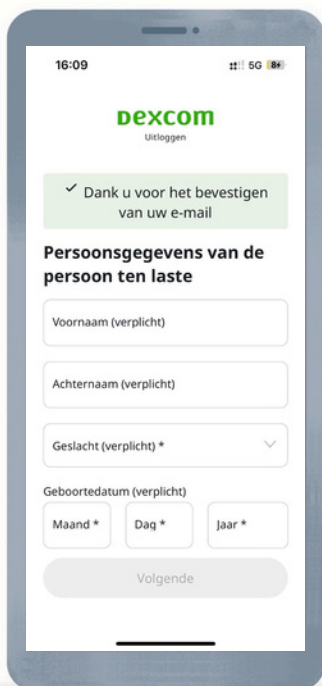 16:09
5G 8+
Dexcom
Uitloggen
✓ Dank u voor het bevestigen
van uw e-mail
Persoonsgegevens van de
persoon ten laste
Voornaam (verplicht)
Achternaam (verplicht)
Geslacht (verplicht) *
Geboortedatum (verplicht)
Maand * Dag * Jaar *
Volgende